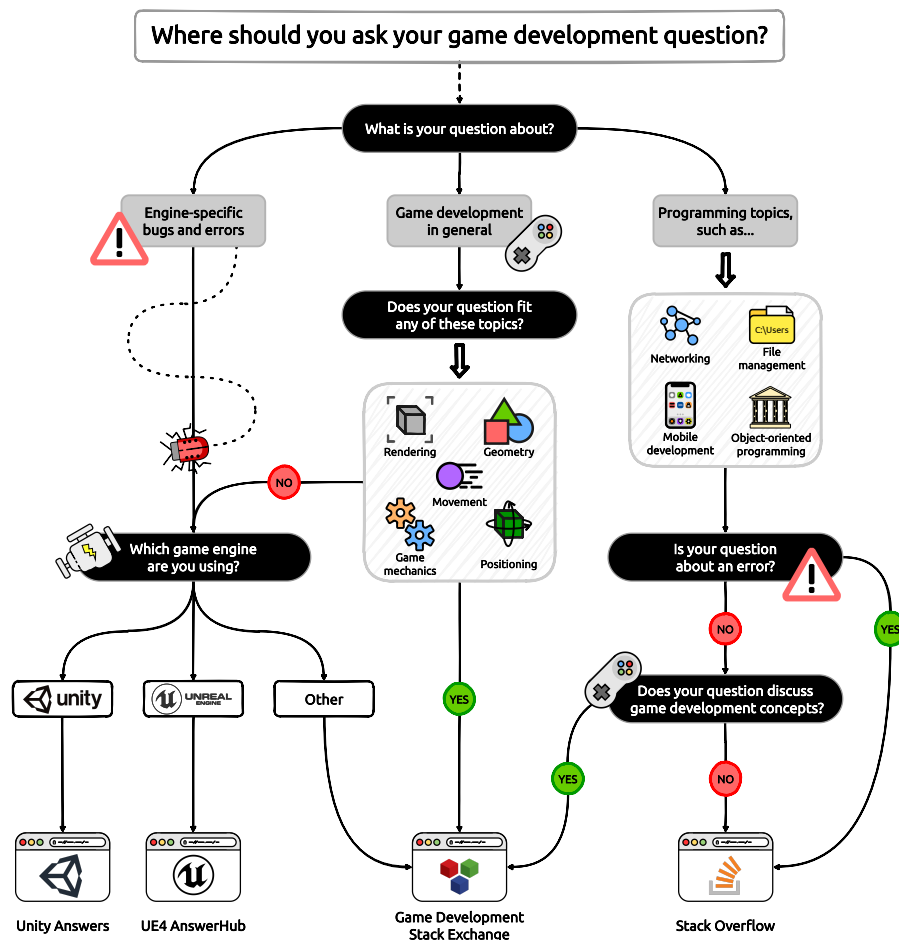 Where should you ask your game development question?
What is your question about?
Engine-specific
bugs and errors
Game development
in general
Programming topics,
such as...
Does your question fit
any of these topics?
Networking
C:\Users
File
management
Mobile
development
Object-oriented
programming
Rendering
Geometry
Movement
Game
mechanics
Positioning
NO
Which game engine
are you using?
Is your question
about an error?
NO
YES
unity
UNREAL
ENGINE
Other
YES
Does your question discuss
game development concepts?
YES
NO
Unity Answers
UE4 AnswerHub
Game Development
Stack Exchange
Stack Overflow